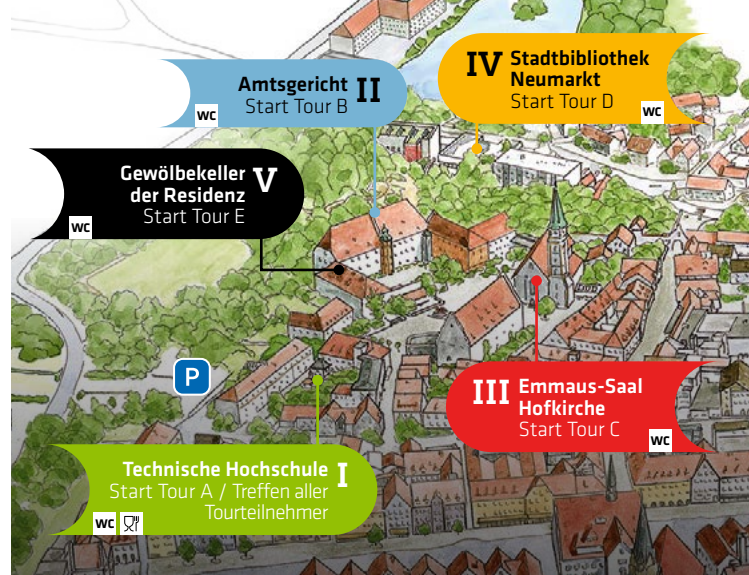 Amtsgericht II
Start Tour B
WC
IV Stadtbibliothek
Neumarkt
Start Tour D
WC
Gewölbekeller V
der Residenz
Start Tour E
WC
P
III Emmaus-Saal
Hofkirche
Start Tour C
WC
Technische Hochschule I
Start Tour A / Treffen aller
Tourteilnehmer
WC